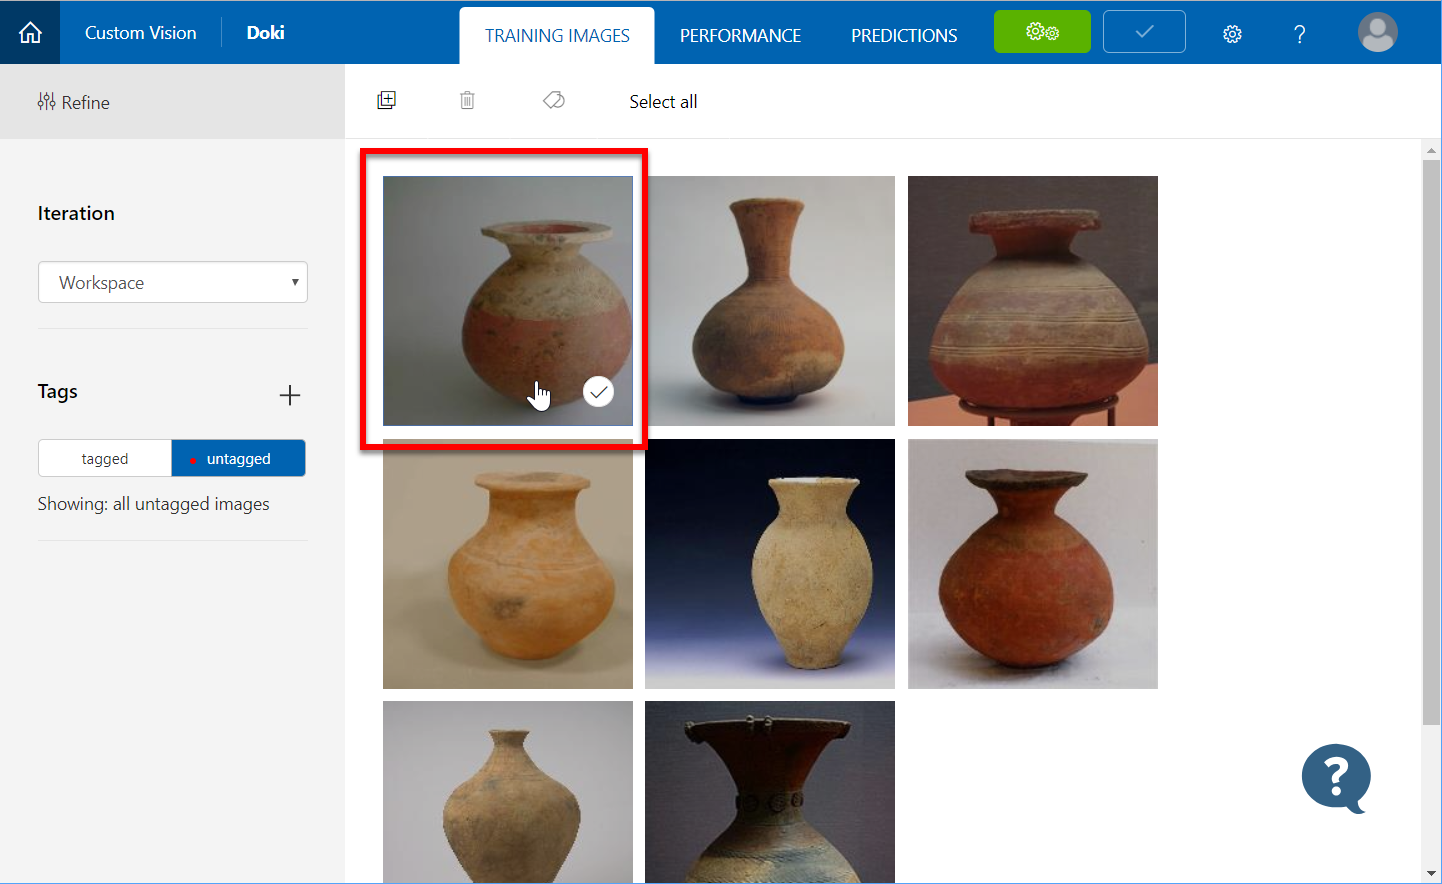 Custom Vision
Doki
TRAINING IMAGES
PERFORMANCE
PREDICTIONS
?
Refine
Select all
Iteration
Workspace
Tags
tagged
untagged
Showing: all untagged images
?